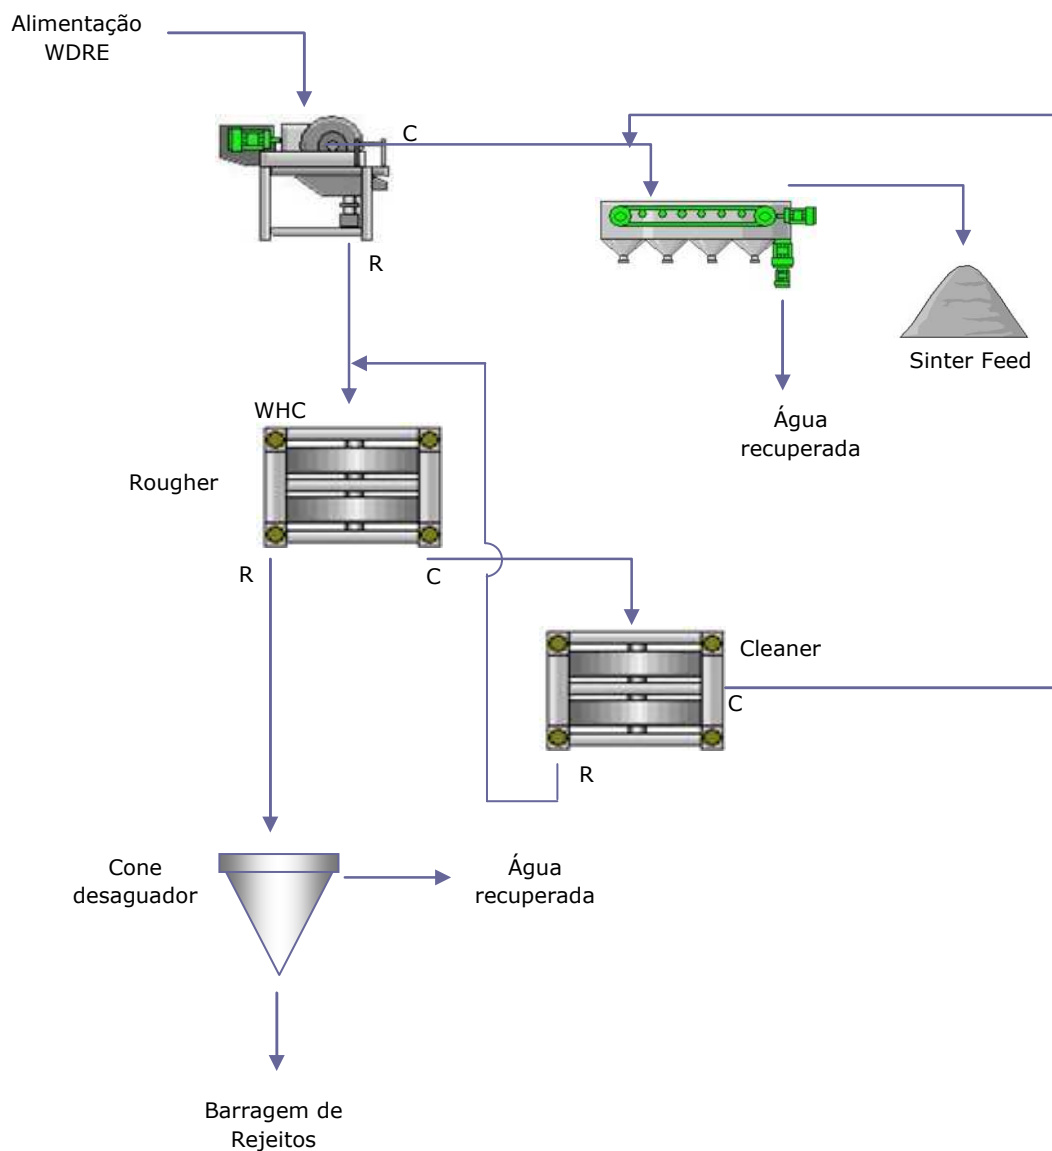 Alimentação
WDRE
C
R
Sinter Feed
Água
recuperada
WHC
Rougher
R
C
Cleaner
C
R
Cone
desaguador
Água
recuperada
Barragem de
Rejeitos